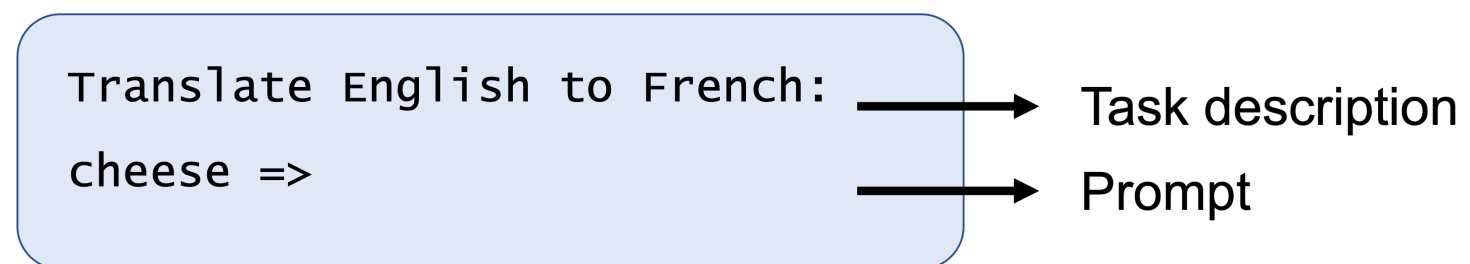 Translate English to French:
Task description
cheese =>
Prompt